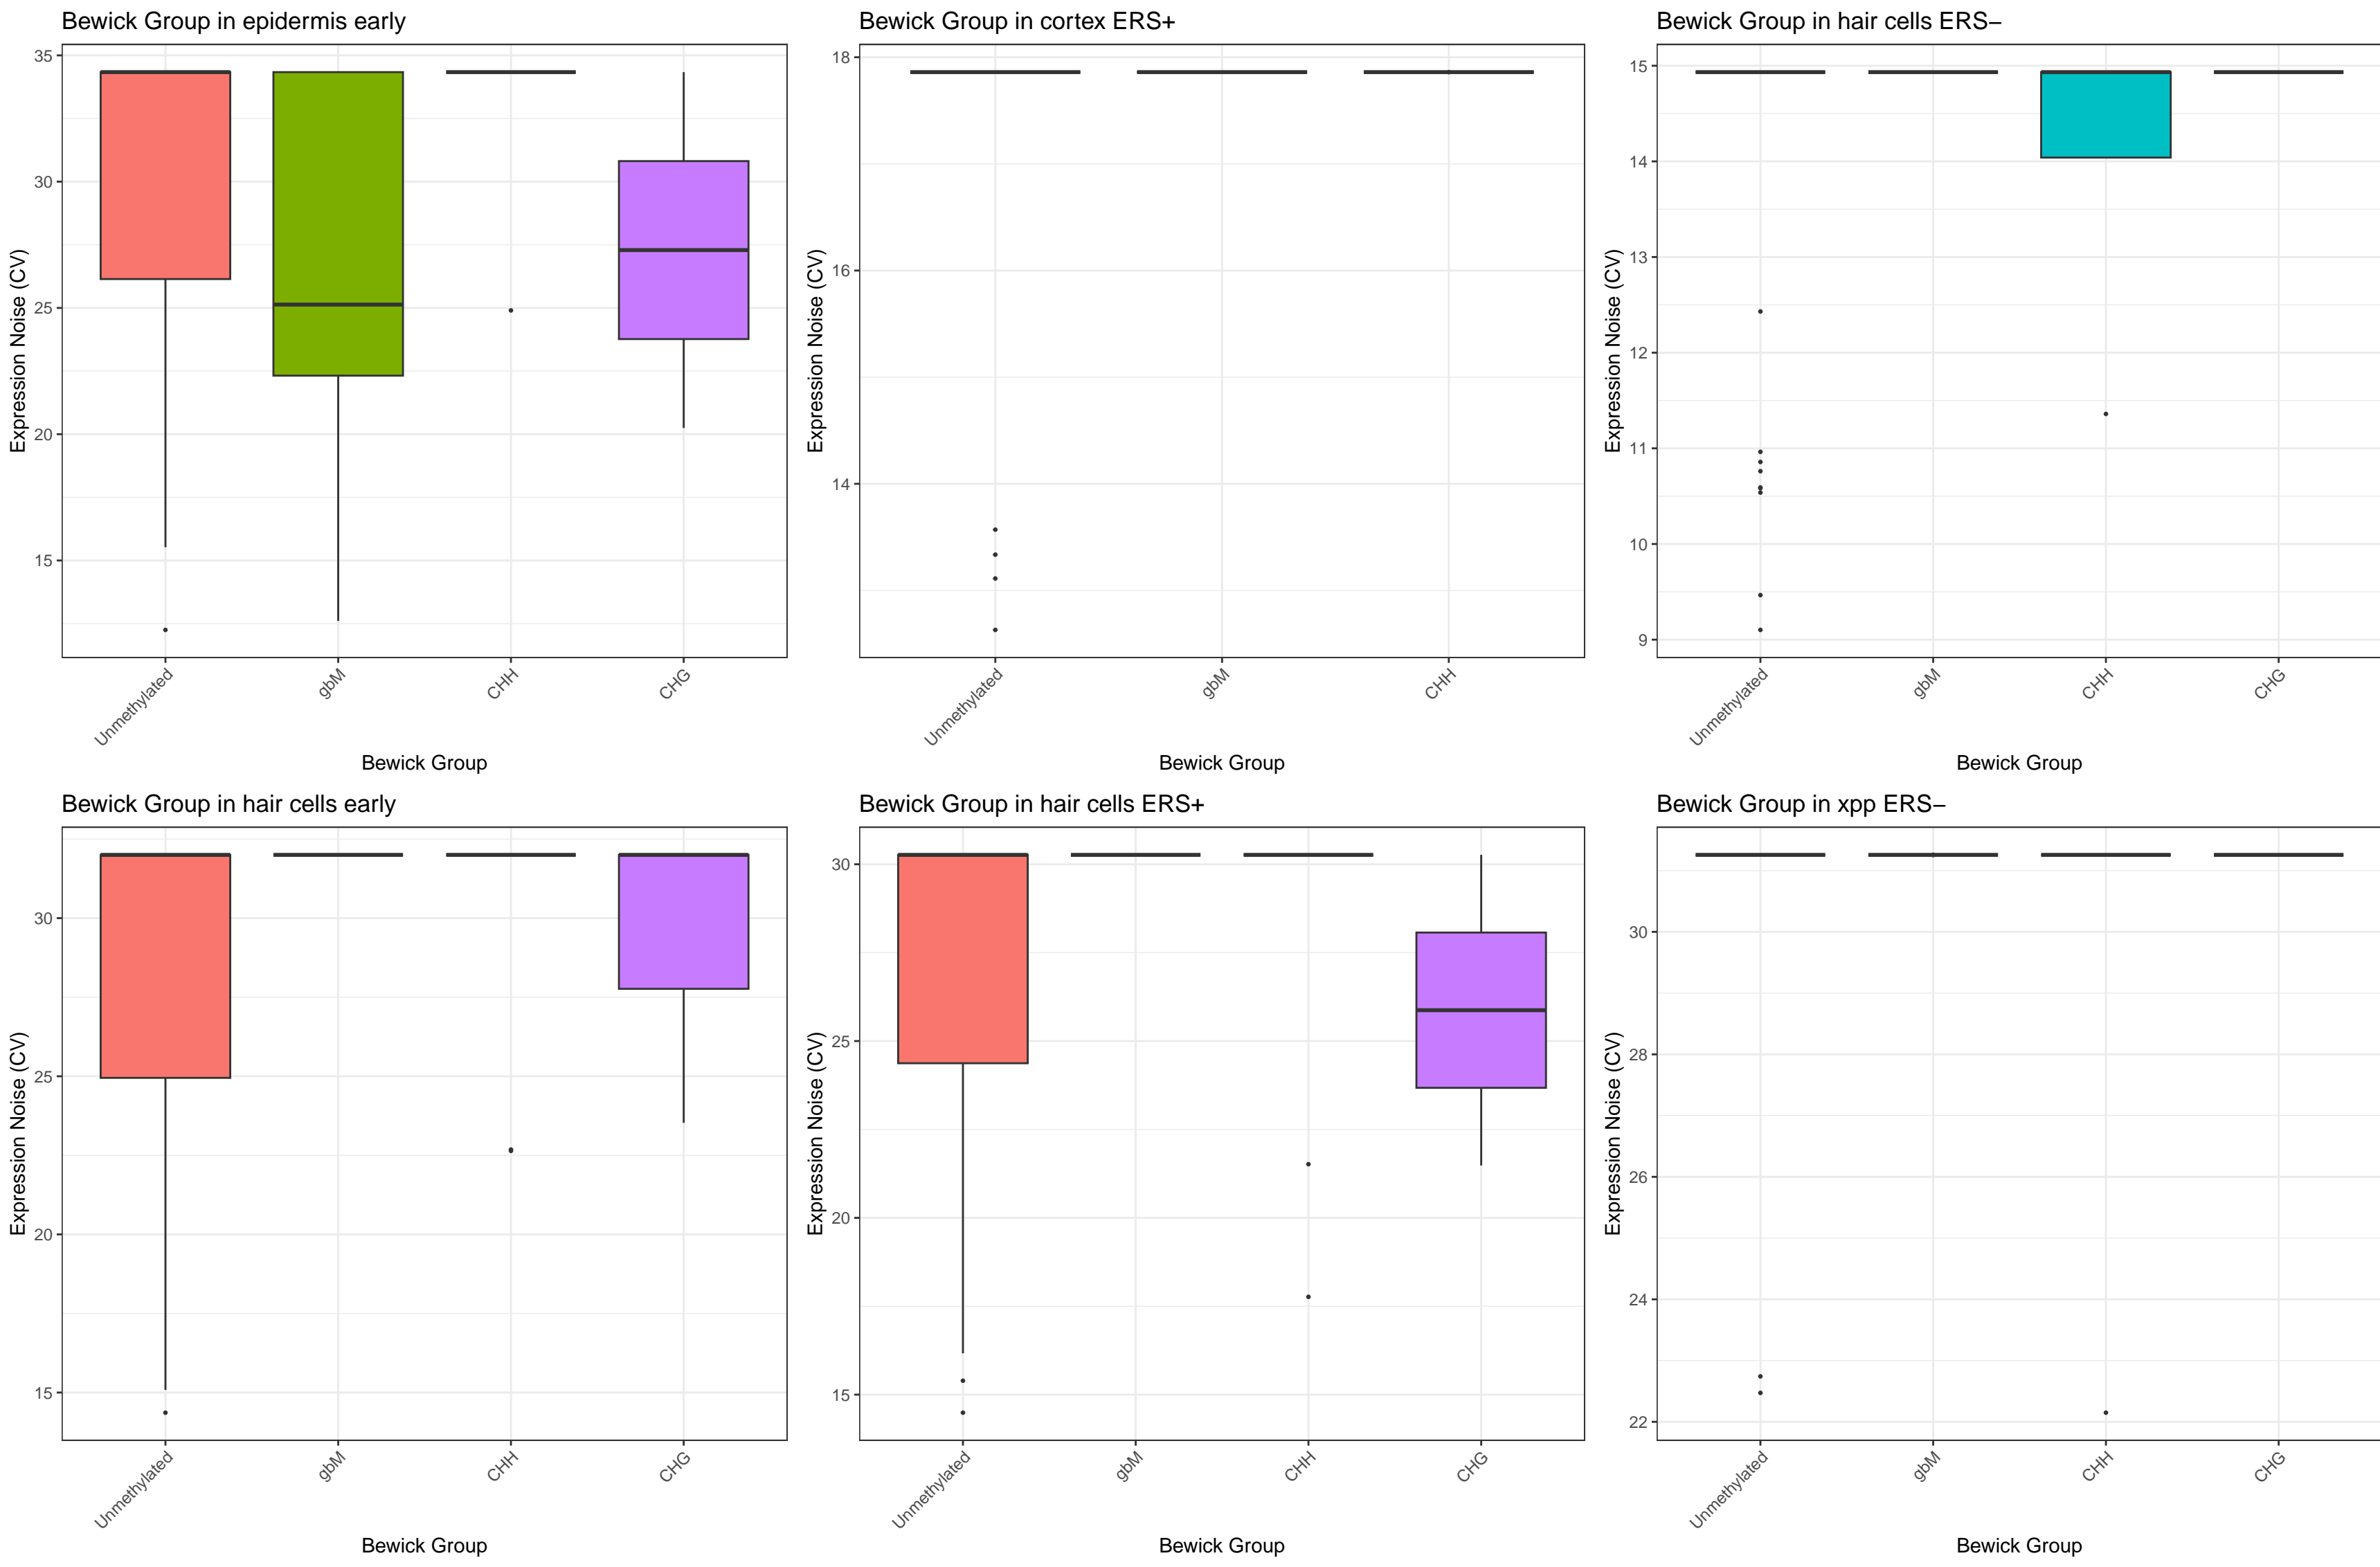 Bewick Group in epidermis early
Expression Noise (CV)
35
30
25
20
15
Unmethylated
gbM
CHH
CHG
Bewick Group
Bewick Group in cortex ERS+
Expression Noise (CV)
18
16
14
Unmethylated
gbM
CHH
Bewick Group
Bewick Group in hair cells ERS−
Expression Noise (CV)
15
14
13
12
11
10
9
Unmethylated
gbM
CHH
CHG
Bewick Group
Bewick Group in hair cells early
Expression Noise (CV)
30
25
20
15
Unmethylated
gbM
CHH
CHG
Bewick Group
Bewick Group in hair cells ERS+
Expression Noise (CV)
30
25
20
15
Unmethylated
gbM
CHH
CHG
Bewick Group
Bewick Group in xpp ERS−
Expression Noise (CV)
30
28
26
24
22
Unmethylated
gbM
CHH
CHG
Bewick Group